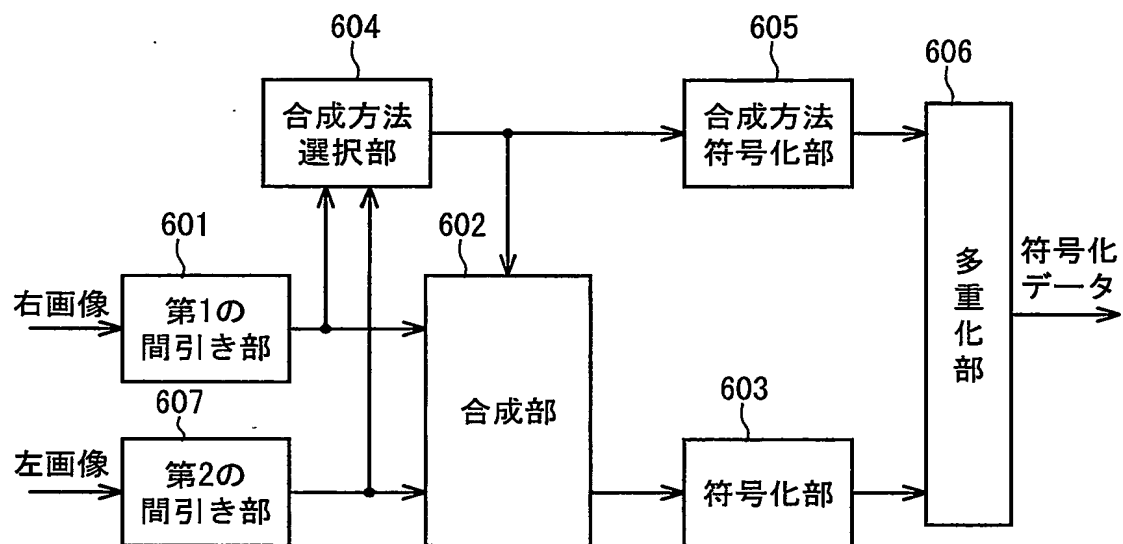 604
合成方法
選択部
605
合成方法
符号化部
606
多重化部
符号化
データ
601
右画像
第1の
間引き部
602
合成部
607
左画像
第2の
間引き部
603
符号化部